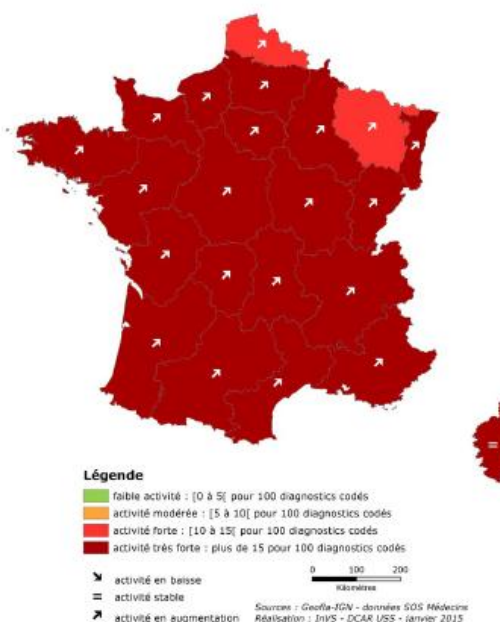 Légende
faible activité : [0 à 5[ pour 100 diagnostics codés
activité modérée : [5 à 10[ pour 100 diagnostics codés
activité forte : [10 à 15[ pour 100 diagnostics codés
activité très forte : plus de 15 pour 100 diagnostics codés
activité en baisse
= activité stable
activité en augmentation
0 100 200
Kilomètres
Sources : Geofla-IGN - données SOS Médecins
Réalisation : InVS - DCAR USS - janvier 2015